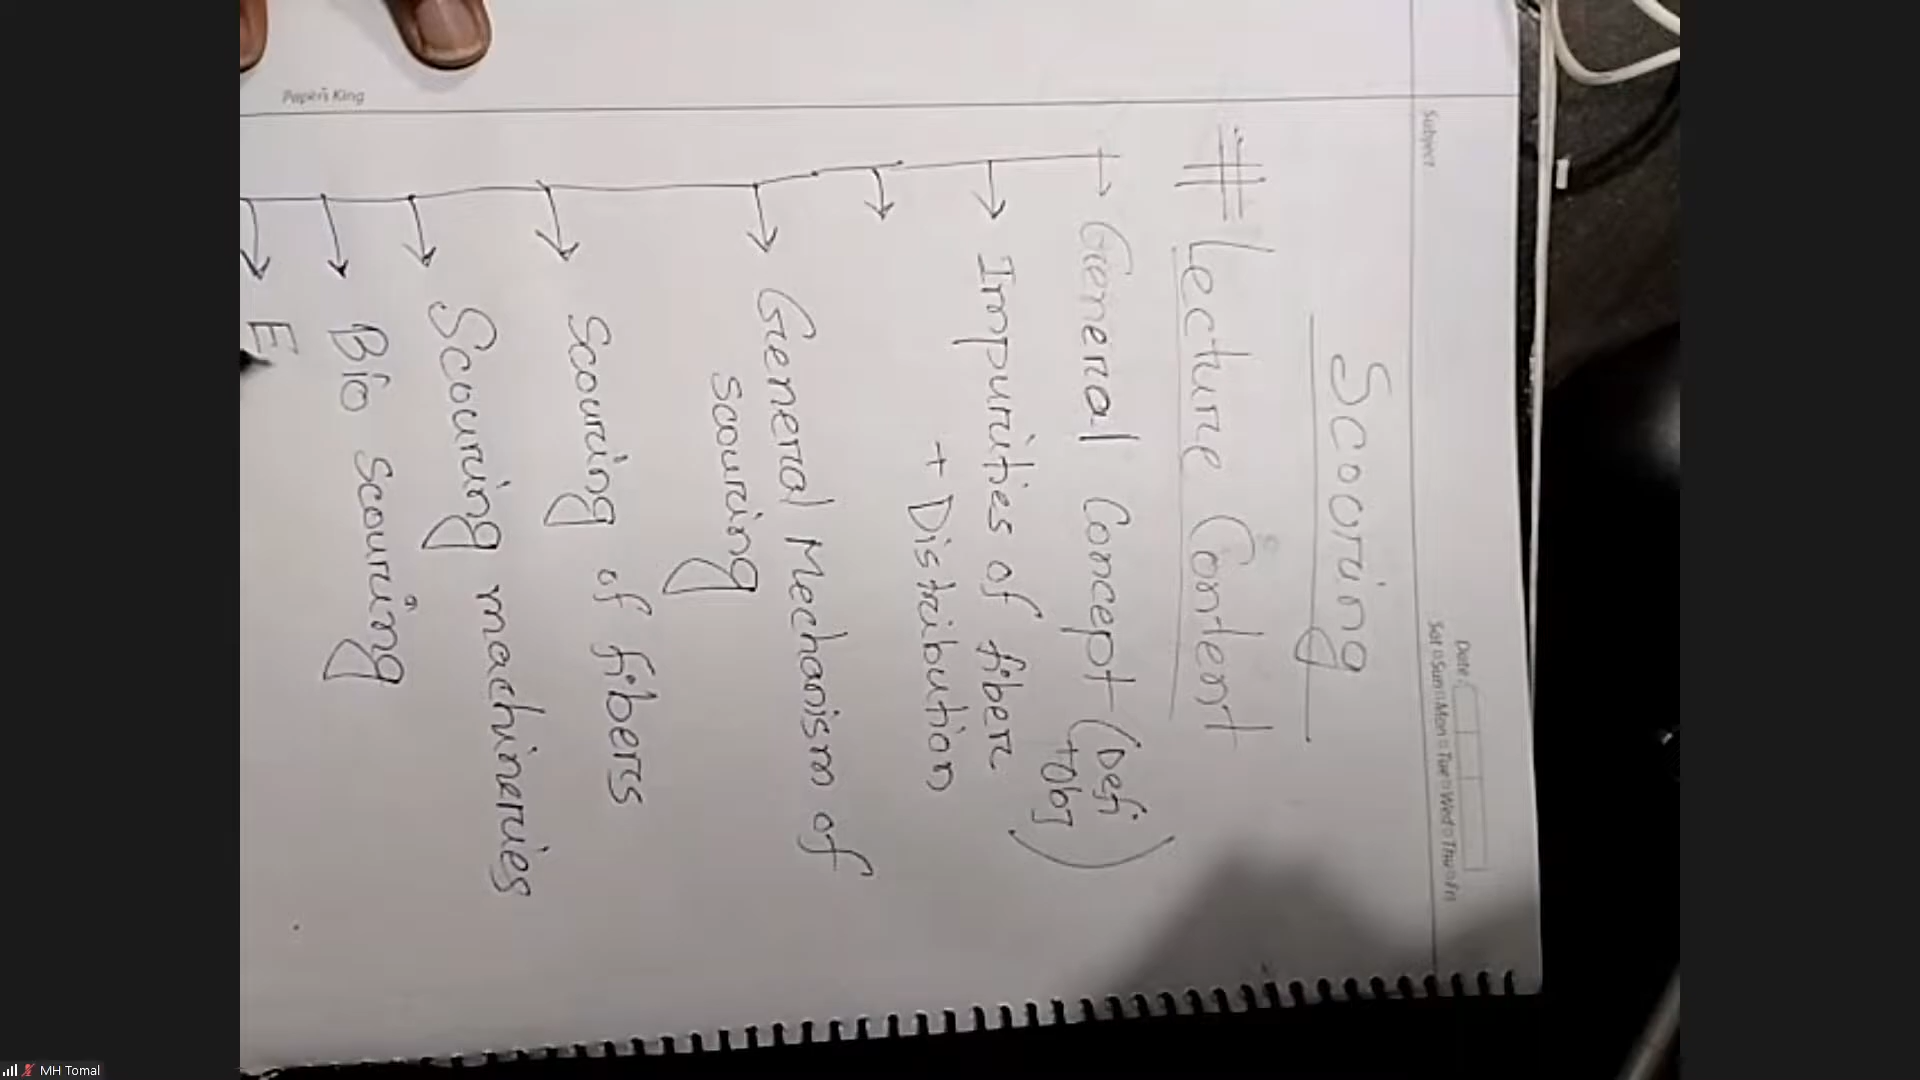 Subject
Date:
Sat Sun Mon Tue Wed Thu Fri
Scouring
# Lecture Content
→ General Concept (Defi
+ Obj)
→ Impurities of fiber
+ Distribution
→ General Mechanism of
scouring
→ Scouring of fibers
→ Scouring machineries
→ Bio scouring
→ E
Paper's King
MH Tomal